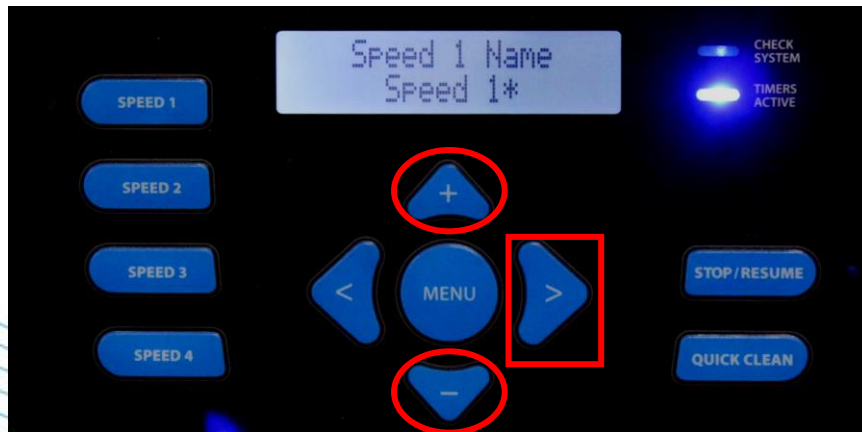 Speed 1 Name
Speed 1*
CHECK
SYSTEM
TIMERS
ACTIVE
SPEED 1
SPEED 2
SPEED 3
SPEED 4
+
<
MENU
>
-
STOP/RESUME
QUICK CLEAN